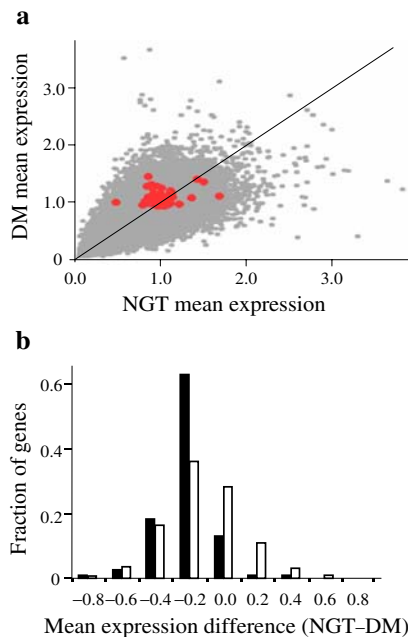 a
DM mean expression
3.0
2.0
1.0
0
0.0 1.0 2.0 3.0
NGT mean expression
b
Fraction of genes
0.6
0.4
0.2
0
−0.8 −0.6 −0.4 −0.2 0.0 0.2 0.4 0.6 0.8
Mean expression difference (NGT–DM)